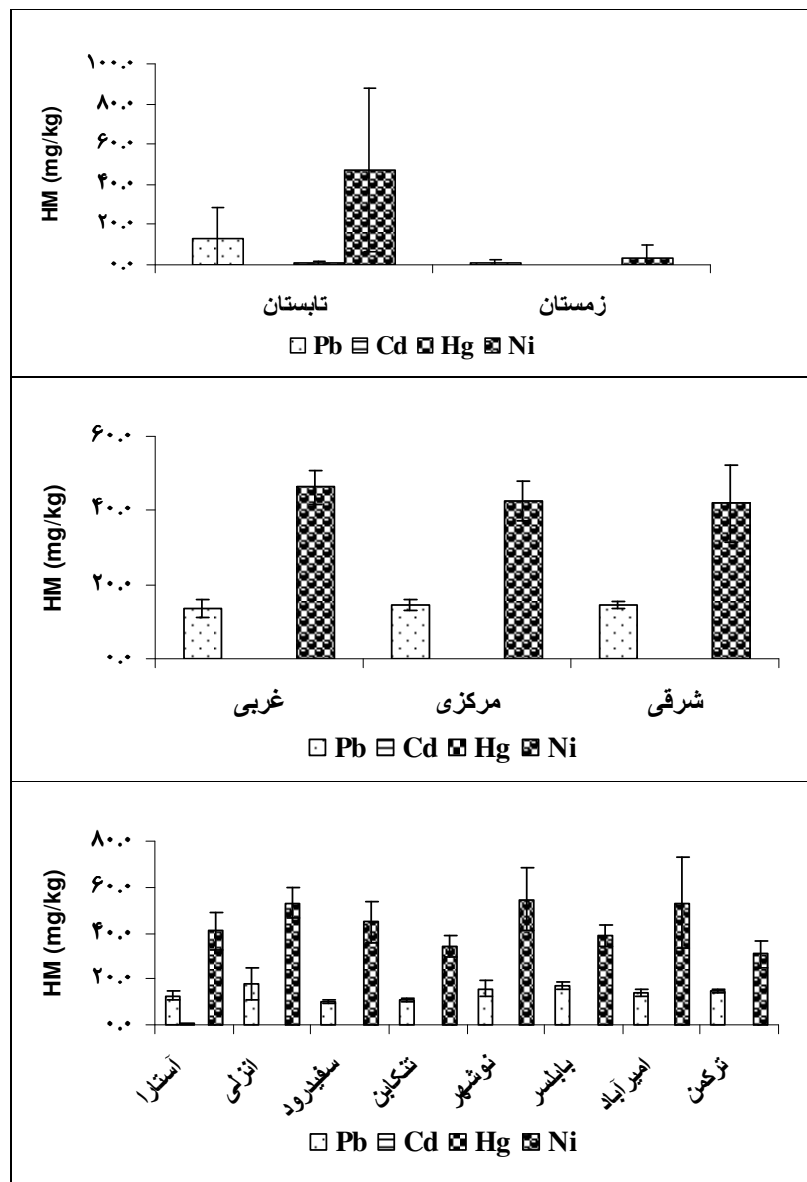 HM (mg/kg)
۱۰۰.۰
۸۰.۰
۶۰.۰
۴۰.۰
۲۰.۰
۰.۰
تابستان زمستان
Pb Cd Hg Ni
HM (mg/kg)
۶۰.۰
۴۰.۰
۲۰.۰
۰.۰
غربی مرکزی شرقی
Pb Cd Hg Ni
HM (mg/kg)
۸۰.۰
۶۰.۰
۴۰.۰
۲۰.۰
۰.۰
آستارا انزلی سفیدرود تنکابن نوشهر بابلسر امیرآباد ترکمن
Pb Cd Hg Ni